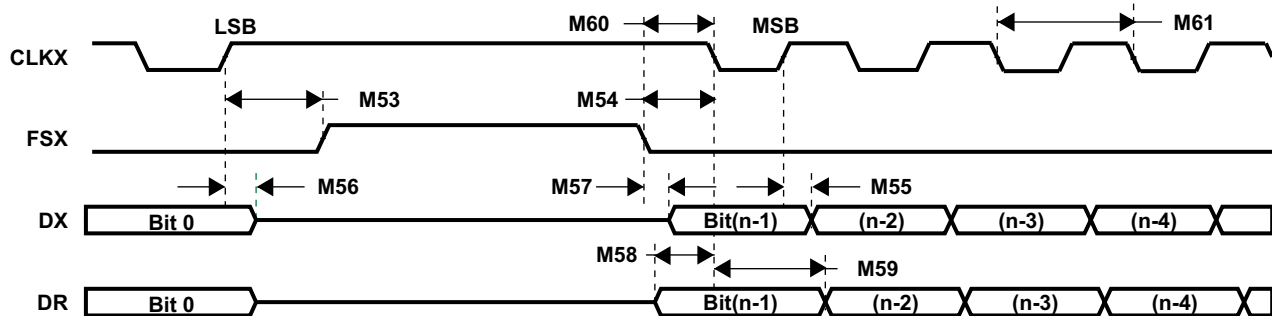 LSB M60 MSB M61
CLKX
M53 M54
FSX
M56 M57 M55
DX Bit 0 Bit(n-1) (n-2) (n-3) (n-4)
M58 M59
DR Bit 0 Bit(n-1) (n-2) (n-3) (n-4)